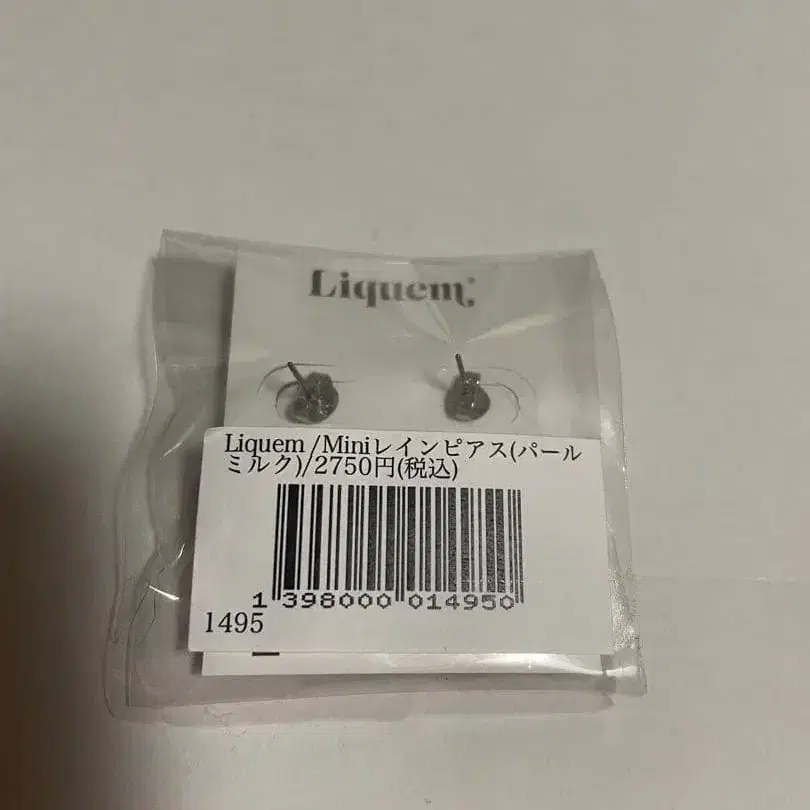 Liquem
Liquem /Miniレインピアス(パール
ミルク)/2750円(税込)
1 398000 014950
1495